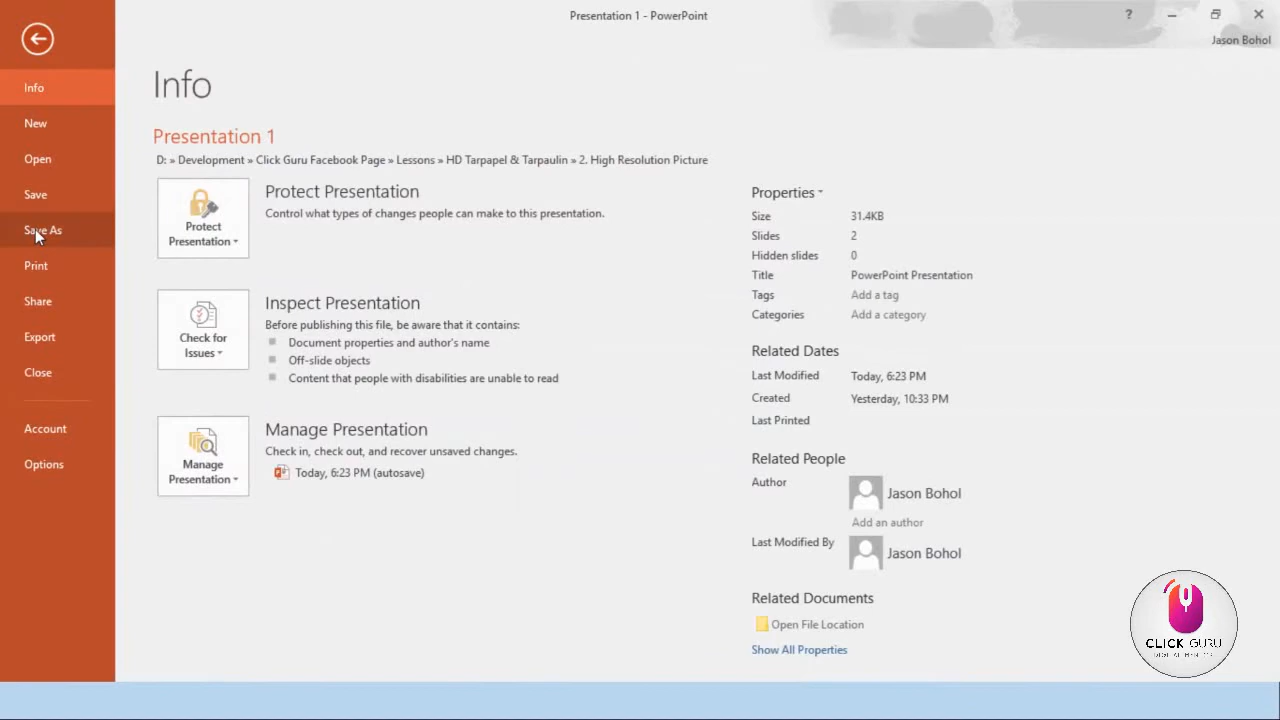 Presentation 1 - PowerPoint
?
Jason Bohol
Info
New
Open
Save
Save As
Print
Share
Export
Close
Account
Options
Info
Presentation 1
D: » Development » Click Guru Facebook Page » Lessons » HD Tarpapel & Tarpaulin » 2. High Resolution Picture
Protect
Presentation
Protect Presentation
Control what types of changes people can make to this presentation.
Check for
Issues
Inspect Presentation
Before publishing this file, be aware that it contains:
Document properties and author's name
Off-slide objects
Content that people with disabilities are unable to read
Manage
Presentation
Manage Presentation
Check in, check out, and recover unsaved changes.
Today, 6:23 PM (autosave)
Properties
Size 31.4KB
Slides 2
Hidden slides 0
Title PowerPoint Presentation
Tags Add a tag
Categories Add a category
Related Dates
Last Modified Today, 6:23 PM
Created Yesterday, 10:33 PM
Last Printed
Related People
Author Jason Bohol
Add an author
Last Modified By Jason Bohol
Related Documents
Open File Location
Show All Properties
CLICK GURU